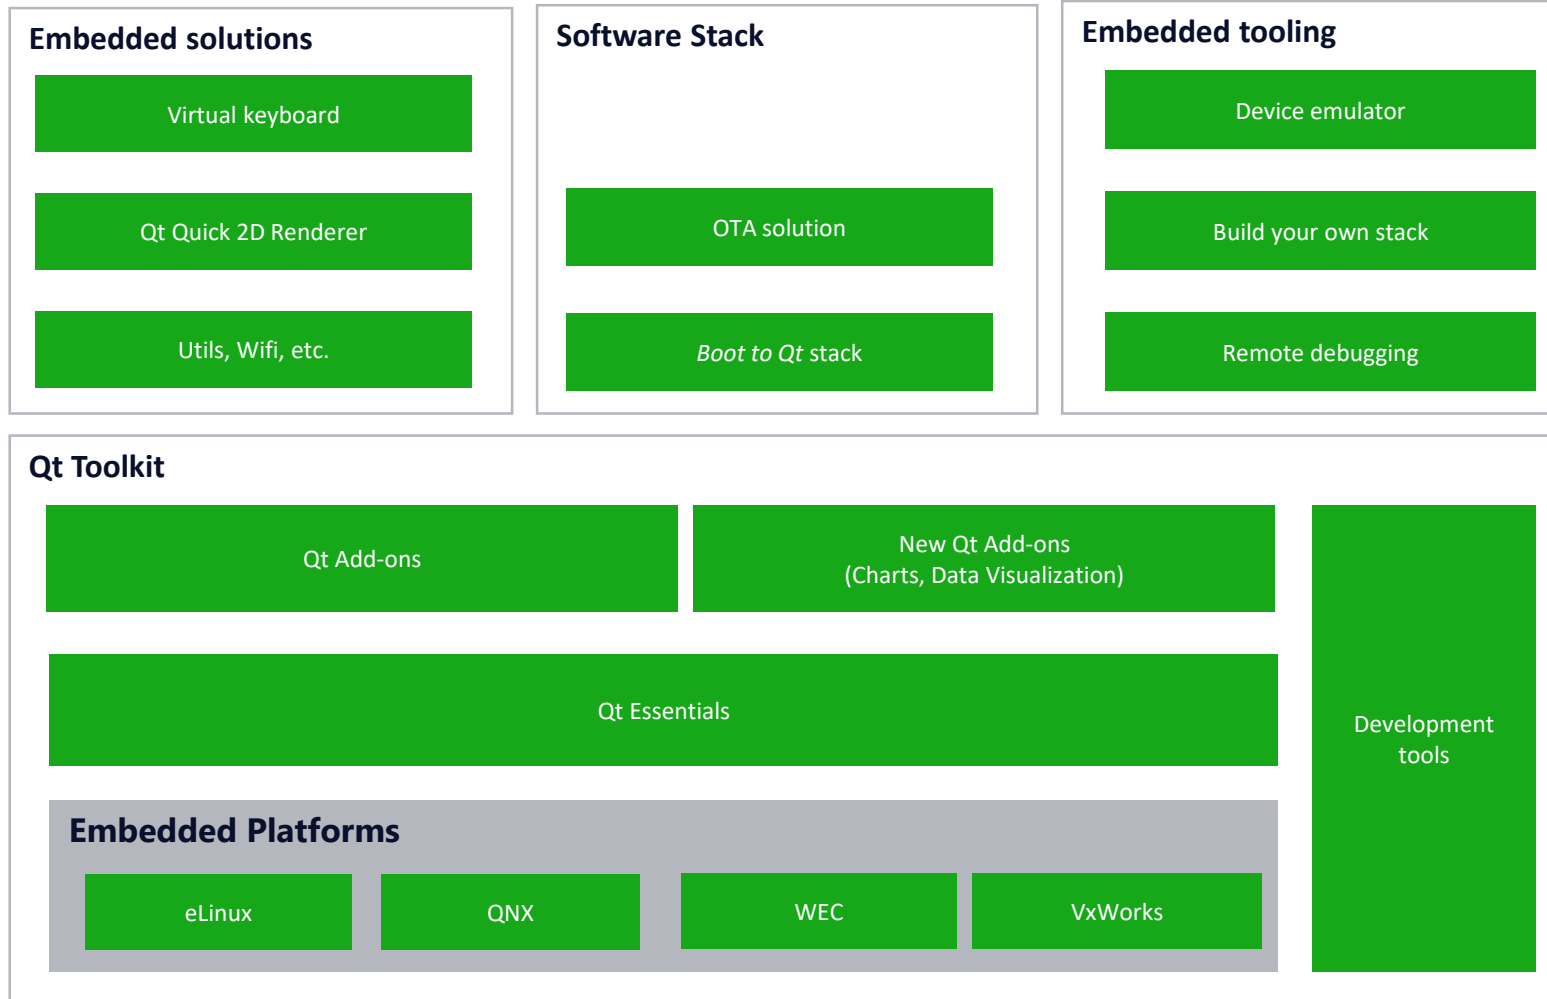 Embedded solutions
Virtual keyboard
Qt Quick 2D Renderer
Utils, Wifi, etc.
Software Stack
OTA solution
Boot to Qt stack
Embedded tooling
Device emulator
Build your own stack
Remote debugging
Qt Toolkit
Qt Add-ons
New Qt Add-ons
(Charts, Data Visualization)
Qt Essentials
Development
tools
Embedded Platforms
eLinux
QNX
WEC
VxWorks